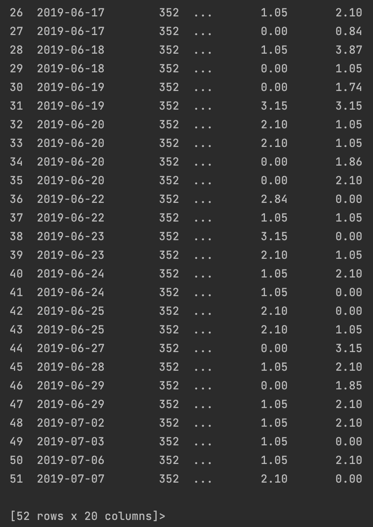 26 2019-06-17 352 ... 1.05 2.10
27 2019-06-17 352 ... 0.00 0.84
28 2019-06-18 352 ... 1.05 3.87
29 2019-06-18 352 ... 0.00 1.05
30 2019-06-19 352 ... 0.00 1.74
31 2019-06-19 352 ... 3.15 3.15
32 2019-06-20 352 ... 2.10 1.05
33 2019-06-20 352 ... 2.10 1.05
34 2019-06-20 352 ... 0.00 1.86
35 2019-06-20 352 ... 0.00 2.10
36 2019-06-22 352 ... 2.84 0.00
37 2019-06-22 352 ... 1.05 1.05
38 2019-06-23 352 ... 3.15 0.00
39 2019-06-23 352 ... 2.10 1.05
40 2019-06-24 352 ... 1.05 2.10
41 2019-06-24 352 ... 1.05 0.00
42 2019-06-25 352 ... 2.10 0.00
43 2019-06-25 352 ... 2.10 1.05
44 2019-06-27 352 ... 0.00 3.15
45 2019-06-28 352 ... 1.05 2.10
46 2019-06-29 352 ... 0.00 1.85
47 2019-06-29 352 ... 1.05 2.10
48 2019-07-02 352 ... 1.05 2.10
49 2019-07-03 352 ... 1.05 0.00
50 2019-07-06 352 ... 1.05 2.10
51 2019-07-07 352 ... 2.10 0.00
[52 rows x 20 columns]>